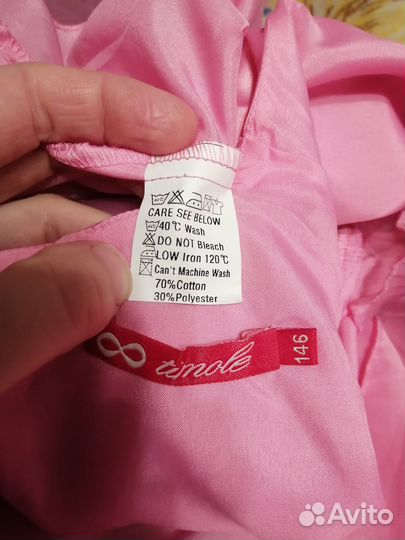 CARE SEE BELOW
40°C Wash
DO NOT Bleach
LOW Iron 120°C
Can't Machine Wash
70%Cotton
30%Polyester
timole
146
Avito